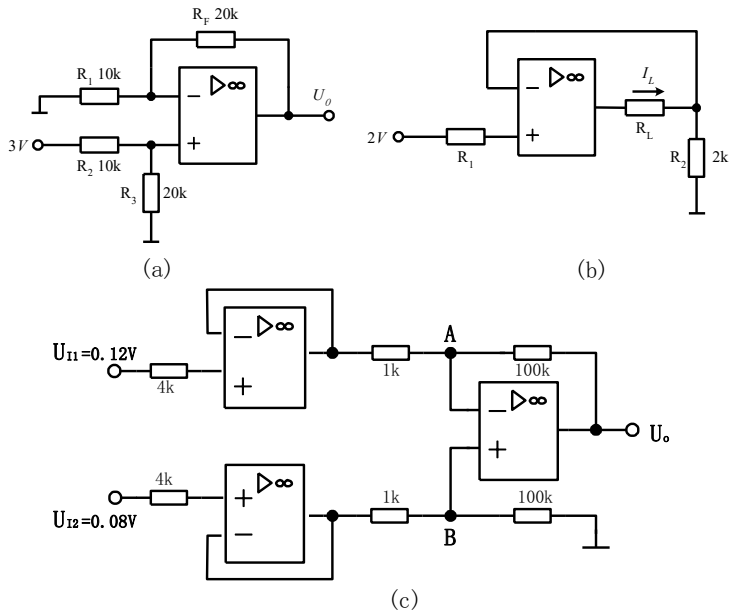 R_F 20k
R_1 10k
▷∞
−
+
U_0
3V
R_2 10k
R_3 20k
(a)
▷∞
−
+
I_L
R_L
2V
R_1
R_2 2k
(b)
▷∞
−
+
U_I1=0.12V
4k
1k
A
100k
▷∞
−
+
U_o
4k
U_I2=0.08V
+
−
▷∞
1k
B
100k
(c)